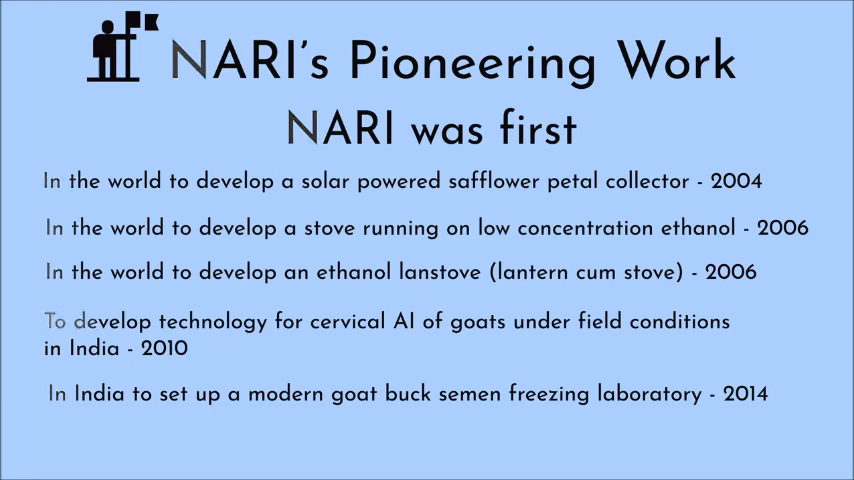 NARI's Pioneering Work
NARI was first
In the world to develop a solar powered safflower petal collector - 2004
In the world to develop a stove running on low concentration ethanol - 2006
In the world to develop an ethanol lanstove (lantern cum stove) - 2006
To develop technology for cervical AI of goats under field conditions
in India - 2010
In India to set up a modern goat buck semen freezing laboratory - 2014